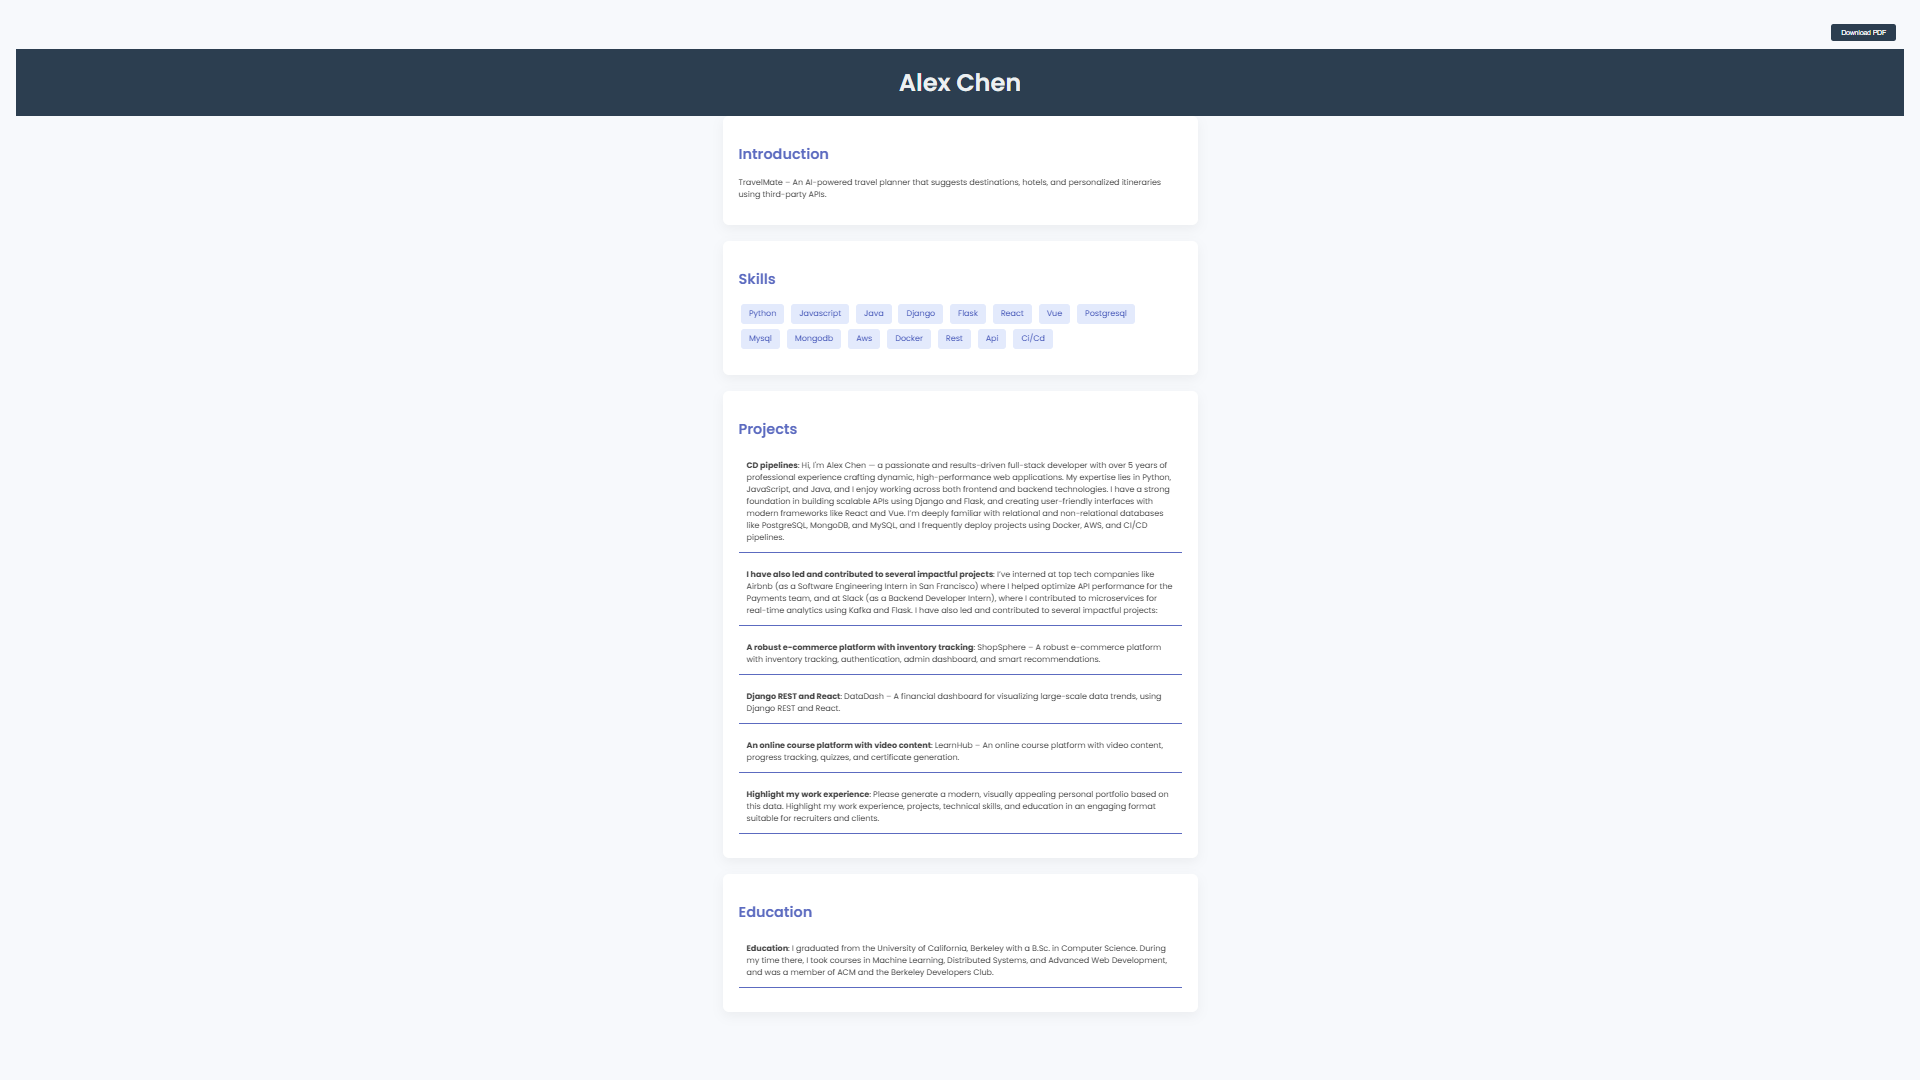 Download PDF
Alex Chen
Introduction
TravelMate – An AI-powered travel planner that suggests destinations, hotels, and personalized itineraries
using third-party APIs.
Skills
Python Javascript Java Django Flask React Vue Postgresql
Mysql Mongodb Aws Docker Rest Api Ci/Cd
Projects
CD pipelines: Hi, I'm Alex Chen — a passionate and results-driven full-stack developer with over 5 years of
professional experience crafting dynamic, high-performance web applications. My expertise lies in Python,
JavaScript, and Java, and I enjoy working across both frontend and backend technologies. I have a strong
foundation in building scalable APIs using Django and Flask, and creating user-friendly interfaces with
modern frameworks like React and Vue. I'm deeply familiar with relational and non-relational databases
like PostgreSQL, MongoDB, and MySQL, and I frequently deploy projects using Docker, AWS, and CI/CD
pipelines.
I have also led and contributed to several impactful projects: I've interned at top tech companies like
Airbnb (as a Software Engineering Intern in San Francisco) where I helped optimize API performance for the
Payments team, and at Slack (as a Backend Developer Intern), where I contributed to microservices for
real-time analytics using Kafka and Flask. I have also led and contributed to several impactful projects:
A robust e-commerce platform with inventory tracking: ShopSphere – A robust e-commerce platform
with inventory tracking, authentication, admin dashboard, and smart recommendations.
Django REST and React: DataDash – A financial dashboard for visualizing large-scale data trends, using
Django REST and React.
An online course platform with video content: LearnHub – An online course platform with video content,
progress tracking, quizzes, and certificate generation.
Highlight my work experience: Please generate a modern, visually appealing personal portfolio based on
this data. Highlight my work experience, projects, technical skills, and education in an engaging format
suitable for recruiters and clients.
Education
Education: I graduated from the University of California, Berkeley with a B.Sc. in Computer Science. During
my time there, I took courses in Machine Learning, Distributed Systems, and Advanced Web Development,
and was a member of ACM and the Berkeley Developers Club.